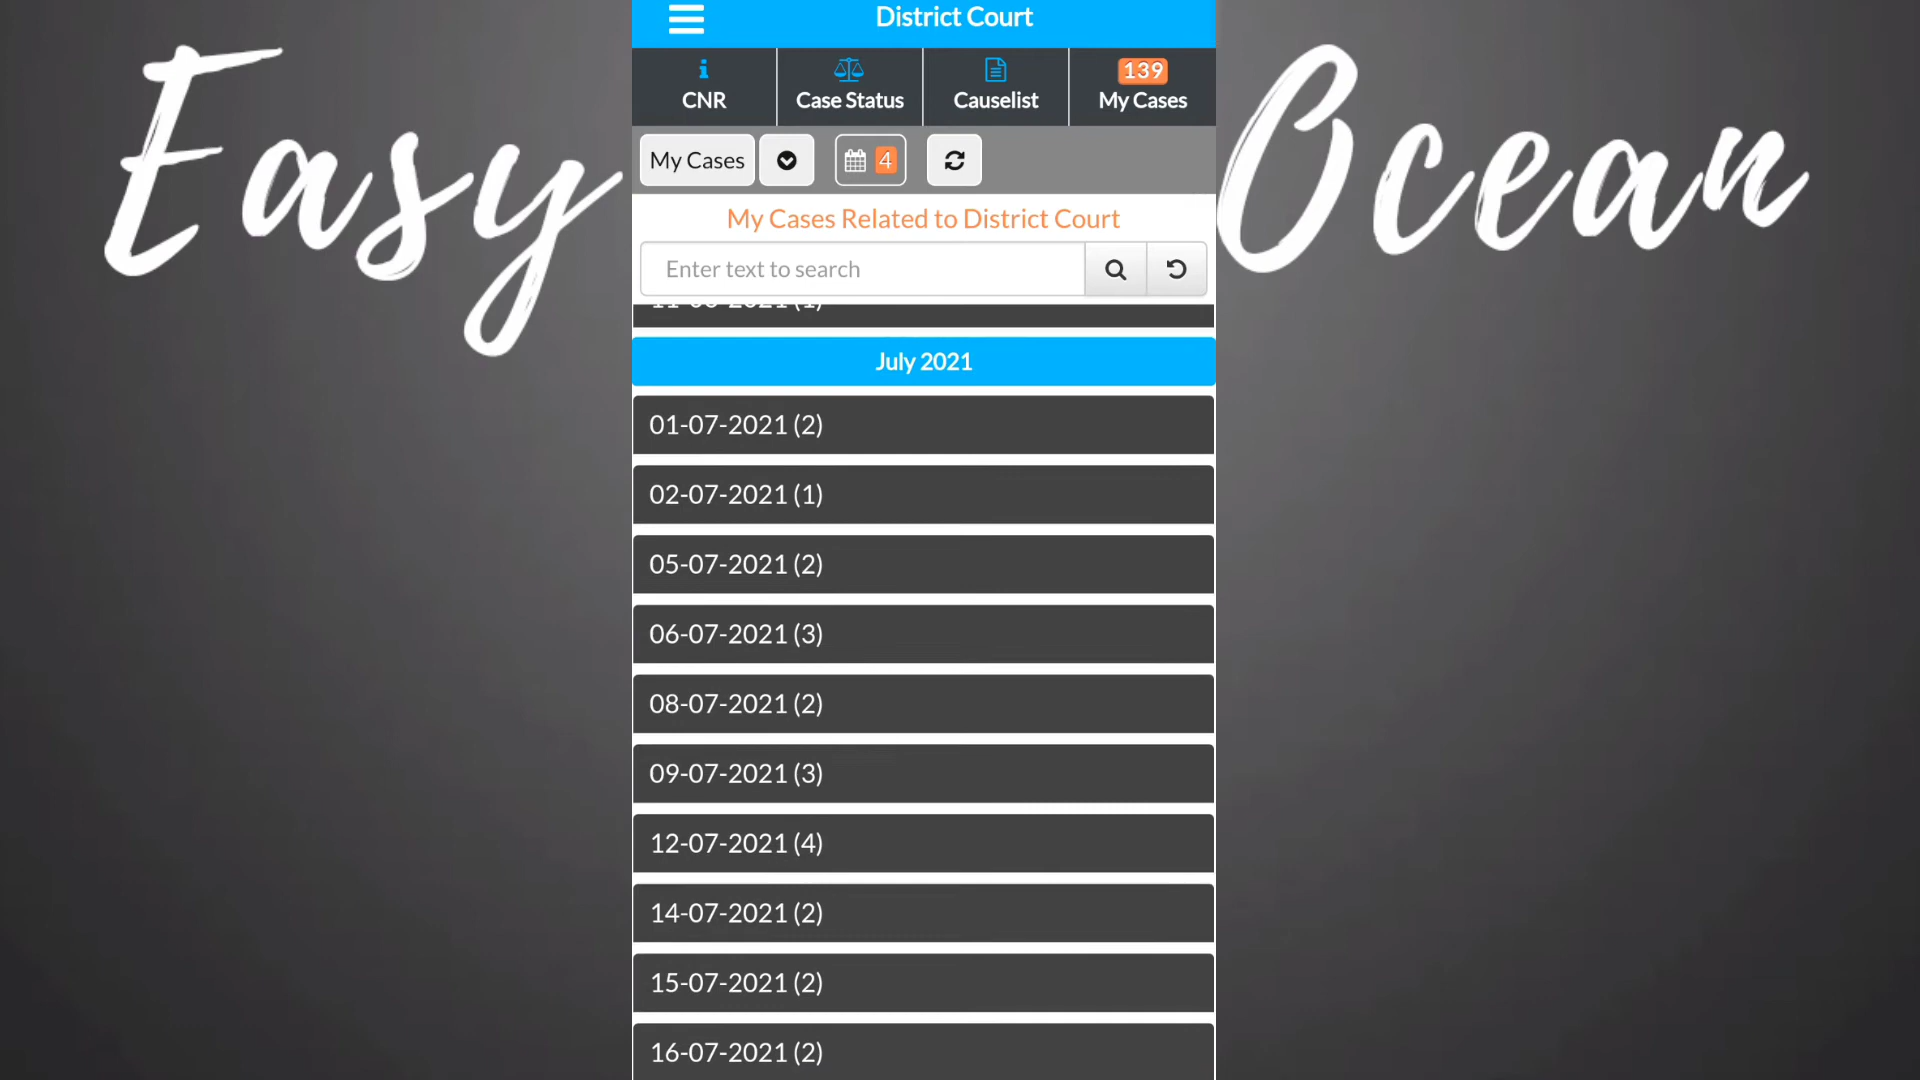 Easy Ocean
District Court
CNR
Case Status
Causelist
139
My Cases
My Cases
4
My Cases Related to District Court
Enter text to search
July 2021
01-07-2021 (2)
02-07-2021 (1)
05-07-2021 (2)
06-07-2021 (3)
08-07-2021 (2)
09-07-2021 (3)
12-07-2021 (4)
14-07-2021 (2)
15-07-2021 (2)
16-07-2021 (2)